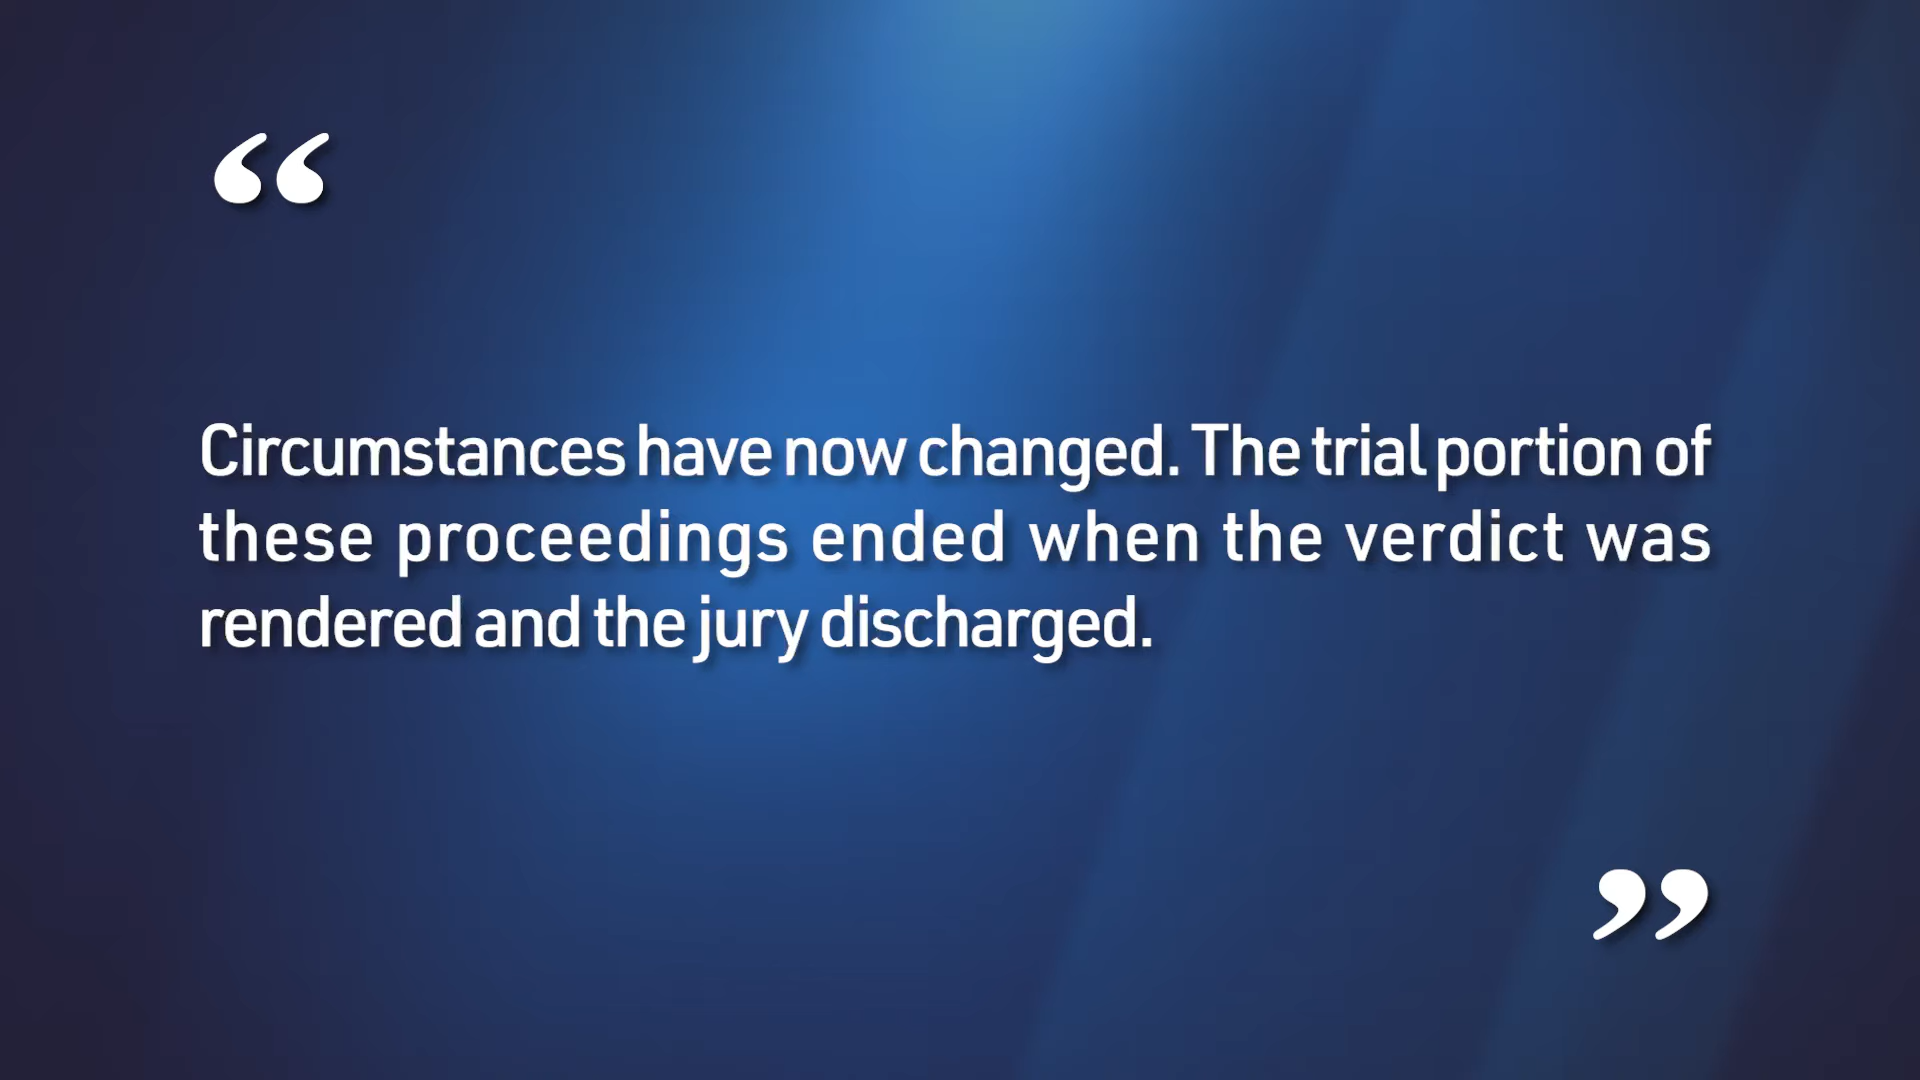 “
Circumstances have now changed. The trial portion of
these proceedings ended when the verdict was
rendered and the jury discharged.
”